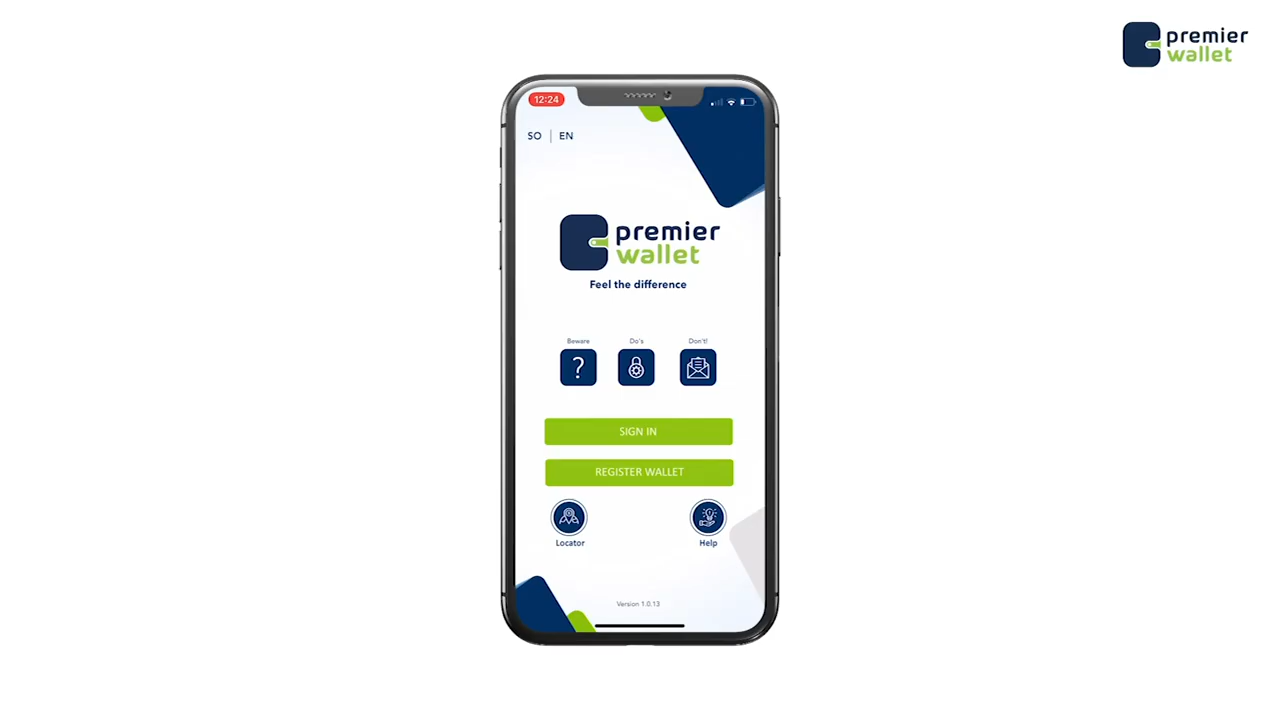 premier
wallet
12:24
SO | EN
premier
wallet
Feel the difference
Beware
Do's
Don't!
?
SIGN IN
REGISTER WALLET
Locator
Help
Version 1.0.13